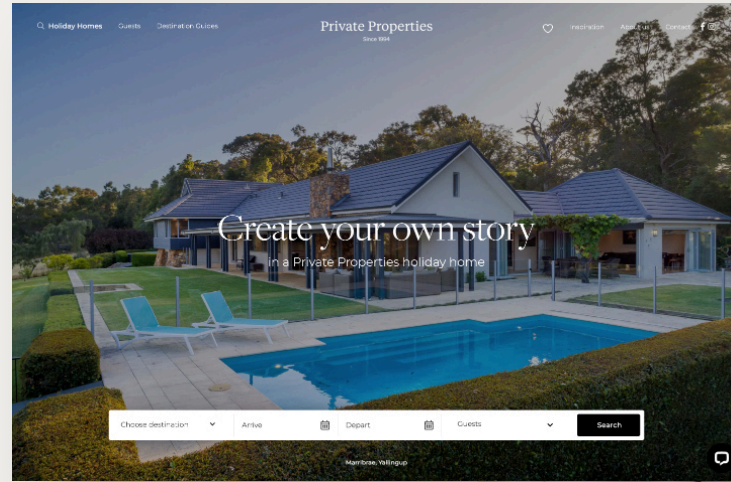 Holiday Homes
Guests
Destination Guides
Private Properties
Since 1994
Inspiration
About us
Contact
Create your own story
in a Private Properties holiday home
Choose destination
Arrive
Depart
Guests
Search
Marribrae, Yallingup